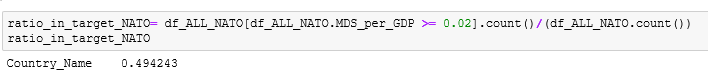 ratio_in_target_NATO= df_ALL_NATO[df_ALL_NATO.MDS_per_GDP >= 0.02].count()/(df_ALL_NATO.count())
ratio_in_target_NATO
Country_Name    0.494243